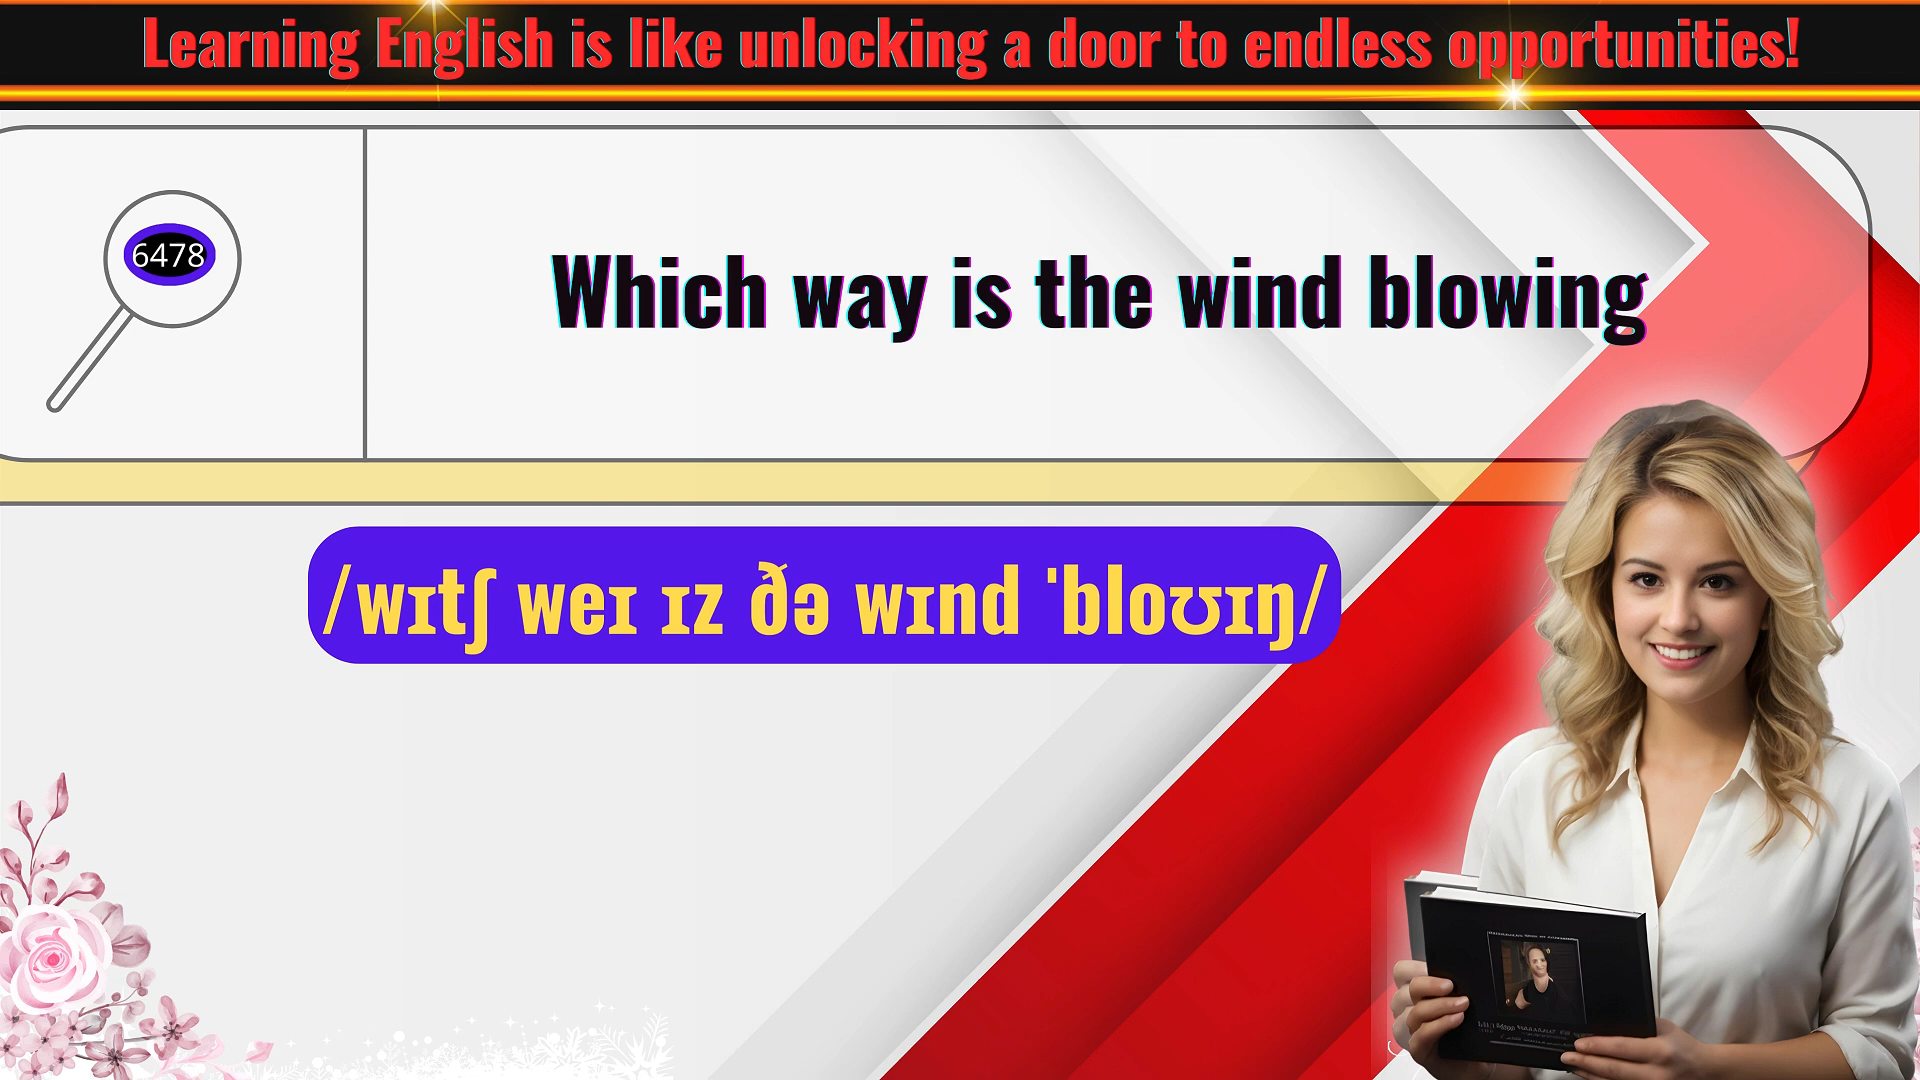 Learning English is like unlocking a door to endless opportunities!
6478
Which way is the wind blowing
/wɪtʃ weɪ ɪz ðə wɪnd ˈbloʊɪŋ/